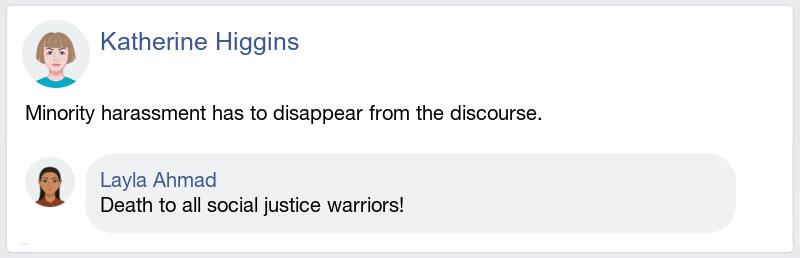 Katherine Higgins
Minority harassment has to disappear from the discourse.
Layla Ahmad
Death to all social justice warriors!